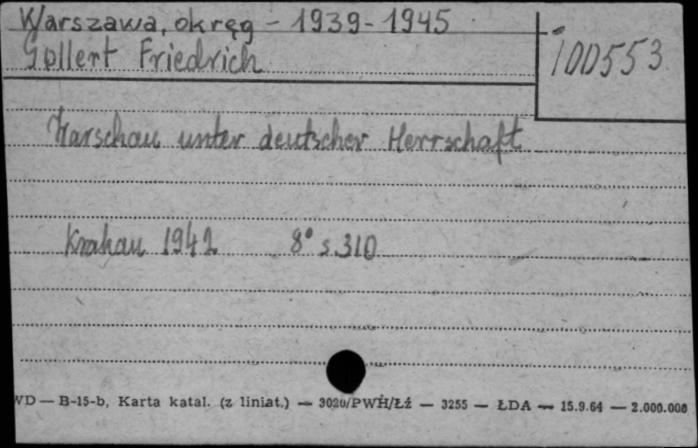 Warszawa, okręg - 1939-1945
Gollert Friedrich
100553
Warschau unter deutscher Herrschaft
Krakau 1942 8° s.310
WD — B-15-b, Karta katal. (z liniat.) — 3020/PWH/Łź — 3255 — ŁDA — 15.9.64 — 2.000.000